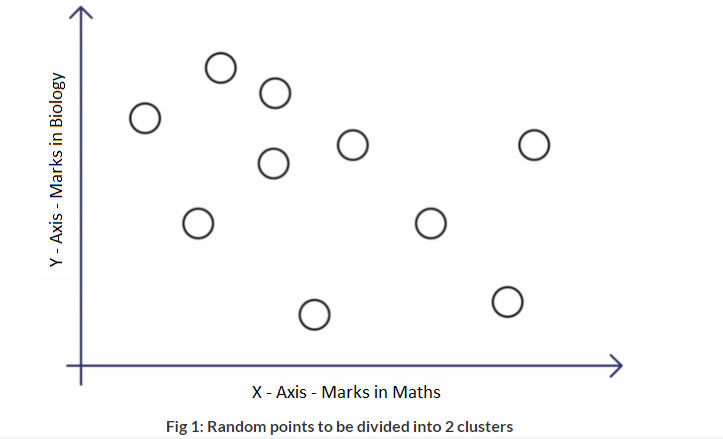 Y - Axis - Marks in Biology
X - Axis - Marks in Maths
Fig 1: Random points to be divided into 2 clusters